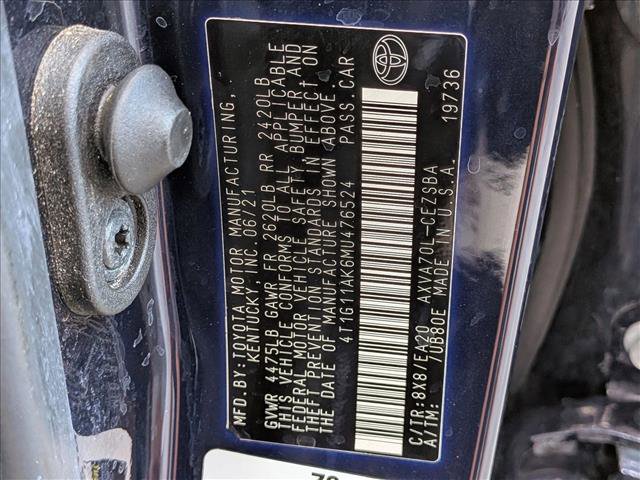 MFD. BY: TOYOTA MOTOR MANUFACTURING,
KENTUCKY, INC. 06/21
GVWR 4475LB GAWR FR 2620LB RR 2420LB
THIS VEHICLE CONFORMS TO ALL APPLICABLE
FEDERAL MOTOR VEHICLE SAFETY, BUMPER AND
THEFT PREVENTION STANDARDS IN EFFECT ON
THE DATE OF MANUFACTURE SHOWN ABOVE.
4T1G11AK6MU476524 PASS.CAR
C/TR:8X8/EA20 AXVA70L-CEZSBA
A/TM: /UB80E MADE IN U.S.A. 19736